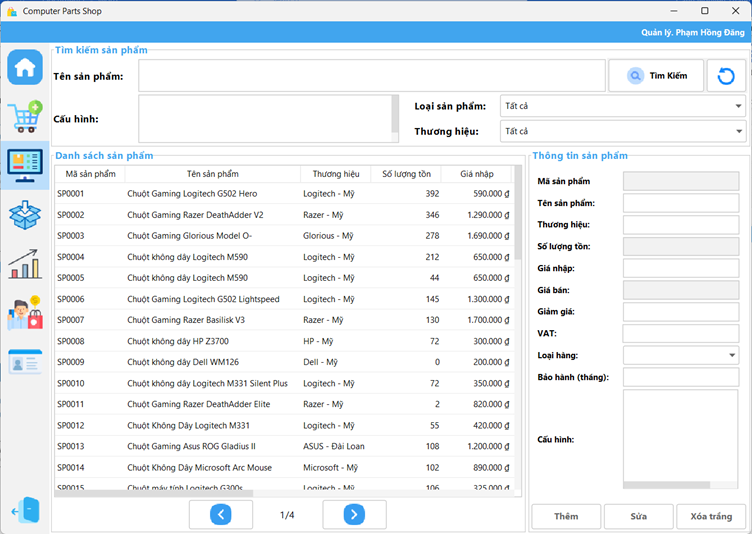 Computer Parts Shop
Quản lý. Phạm Hồng Đăng
Tìm kiếm sản phẩm
Tên sản phẩm:
Tìm Kiếm
Cấu hình:
Loại sản phẩm: Tất cả
Thương hiệu: Tất cả
Danh sách sản phẩm
Mã sản phẩm Tên sản phẩm Thương hiệu Số lượng tồn Giá nhập
SP0001 Chuột Gaming Logitech G502 Hero Logitech - Mỹ 392 590.000 ₫
SP0002 Chuột Gaming Razer DeathAdder V2 Razer - Mỹ 346 1.290.000 ₫
SP0003 Chuột Gaming Glorious Model O- Glorious - Mỹ 278 1.690.000 ₫
SP0004 Chuột không dây Logitech M590 Logitech - Mỹ 212 650.000 ₫
SP0005 Chuột không dây Logitech M590 Logitech - Mỹ 44 650.000 ₫
SP0006 Chuột Gaming Logitech G502 Lightspeed Logitech - Mỹ 145 1.300.000 ₫
SP0007 Chuột Gaming Razer Basilisk V3 Razer - Mỹ 130 1.700.000 ₫
SP0008 Chuột không dây HP Z3700 HP - Mỹ 72 300.000 ₫
SP0009 Chuột không dây Dell WM126 Dell - Mỹ 0 200.000 ₫
SP0010 Chuột không dây Logitech M331 Silent Plus Logitech - Mỹ 72 350.000 ₫
SP0011 Chuột Gaming Razer DeathAdder Elite Razer - Mỹ 2 820.000 ₫
SP0012 Chuột Không Dây Logitech M331 Logitech - Mỹ 55 420.000 ₫
SP0013 Chuột Gaming Asus ROG Gladius II ASUS - Đài Loan 108 1.200.000 ₫
SP0014 Chuột Không Dây Microsoft Arc Mouse Microsoft - Mỹ 102 890.000 ₫
SP0015 Chuột máy tính Logitech G300s Logitech - Mỹ 106 325.000 ₫
1/4
Thông tin sản phẩm
Mã sản phẩm
Tên sản phẩm:
Thương hiệu:
Số lượng tồn:
Giá nhập:
Giá bán:
Giảm giá:
VAT:
Loại hàng:
Bảo hành (tháng):
Cấu hình:
Thêm Sửa Xóa trắng